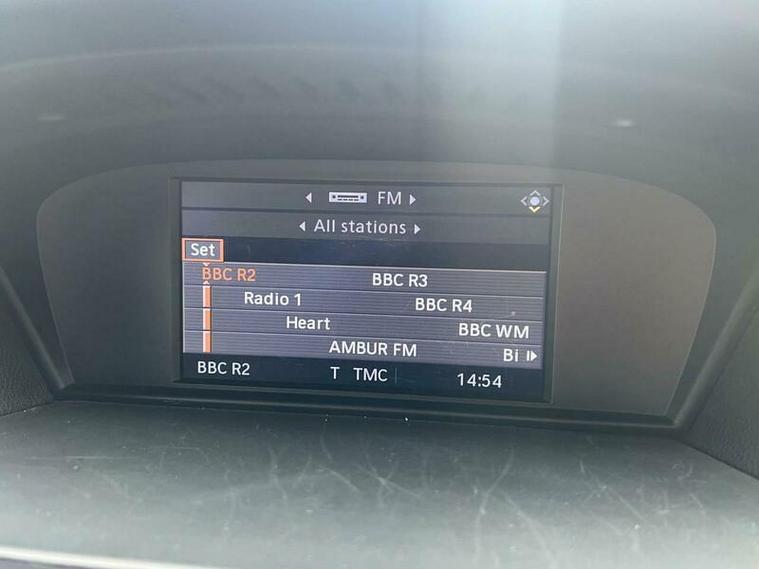 FM
All stations
Set
BBC R2 BBC R3
Radio 1 BBC R4
Heart BBC WM
AMBUR FM Bi
BBC R2 T TMC 14:54